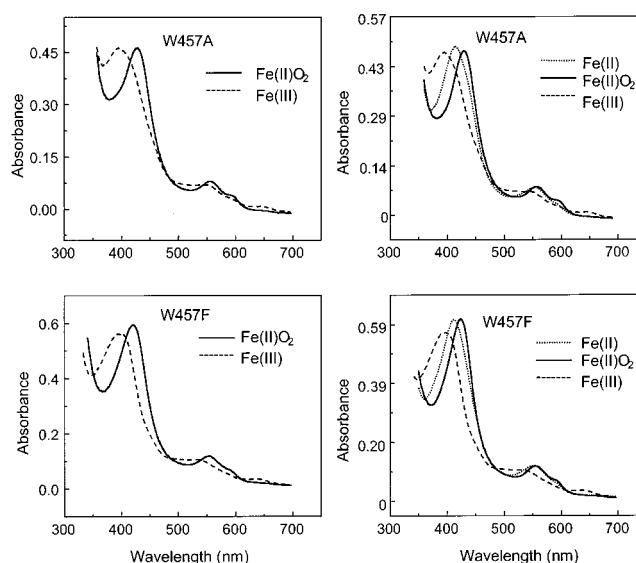 W457A
Fe(II)O₂
Fe(III)
Absorbance
0.45
0.30
0.15
0.00
300 400 500 600 700
W457A
Fe(II)
Fe(II)O₂
Fe(III)
Absorbance
0.57
0.43
0.29
0.14
0
300 400 500 600 700
W457F
Fe(II)O₂
Fe(III)
Absorbance
0.6
0.4
0.2
0.0
300 400 500 600 700
Wavelength (nm)
W457F
Fe(II)
Fe(II)O₂
Fe(III)
Absorbance
0.59
0.39
0.20
0
300 400 500 600 700
Wavelength (nm)